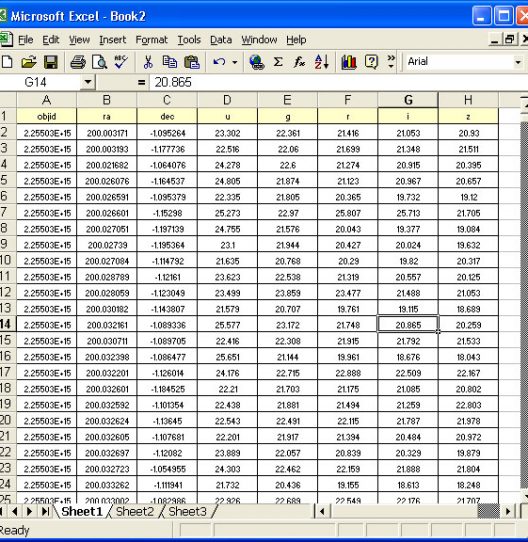 Microsoft Excel - Book2
File Edit View Insert Format Tools Data Window Help
Arial
G14 = 20.865
A B C D E F G H
1 objid ra dec u g r i z
2 2.25503E+15 200.003171 -1.095264 23.302 22.361 21.416 21.053 20.93
3 2.25503E+15 200.003193 -1.177736 22.516 22.06 21.699 21.348 21.511
4 2.25503E+15 200.021682 -1.064076 24.278 22.6 21.274 20.915 20.395
5 2.25503E+15 200.026076 -1.164537 24.805 21.874 21.123 20.967 20.657
6 2.25503E+15 200.026591 -1.095379 22.335 21.805 20.365 19.732 19.12
7 2.25503E+15 200.026601 -1.15298 25.273 22.97 25.807 25.713 21.705
8 2.25503E+15 200.027051 -1.197139 24.755 21.576 20.043 19.377 19.084
9 2.25503E+15 200.02739 -1.195364 23.1 21.944 20.427 20.024 19.632
10 2.25503E+15 200.027084 -1.114792 21.635 20.768 20.29 19.82 20.317
11 2.25503E+15 200.028789 -1.12161 23.623 22.538 21.319 20.557 20.125
12 2.25503E+15 200.028059 -1.123049 23.499 23.859 23.477 21.488 21.053
13 2.25503E+15 200.030182 -1.143807 21.579 20.707 19.761 19.115 18.689
14 2.25503E+15 200.032161 -1.089336 25.577 23.172 21.748 20.865 20.259
15 2.25503E+15 200.030711 -1.089705 22.416 22.308 21.915 21.792 21.533
16 2.25503E+15 200.032398 -1.086477 25.651 21.144 19.961 18.676 18.043
17 2.25503E+15 200.032201 -1.126014 24.176 22.715 22.888 22.509 22.167
18 2.25503E+15 200.032601 -1.184525 22.21 21.703 21.175 21.085 20.802
19 2.25503E+15 200.032592 -1.101354 22.438 21.881 21.494 21.259 22.803
20 2.25503E+15 200.032624 -1.13645 22.543 22.491 22.115 21.787 21.978
21 2.25503E+15 200.032605 -1.107681 22.201 21.917 21.394 20.484 20.972
22 2.25503E+15 200.032697 -1.12082 23.889 22.057 20.839 20.329 19.879
23 2.25503E+15 200.032723 -1.054955 24.303 22.462 22.159 21.888 21.804
24 2.25503E+15 200.033262 -1.111941 21.732 20.436 19.155 18.613 18.248
25 2.25503E+15 200.033002 -1.082986 22.926 22.689 22.549 22.176 21.707
Sheet1 Sheet2 Sheet3
Ready